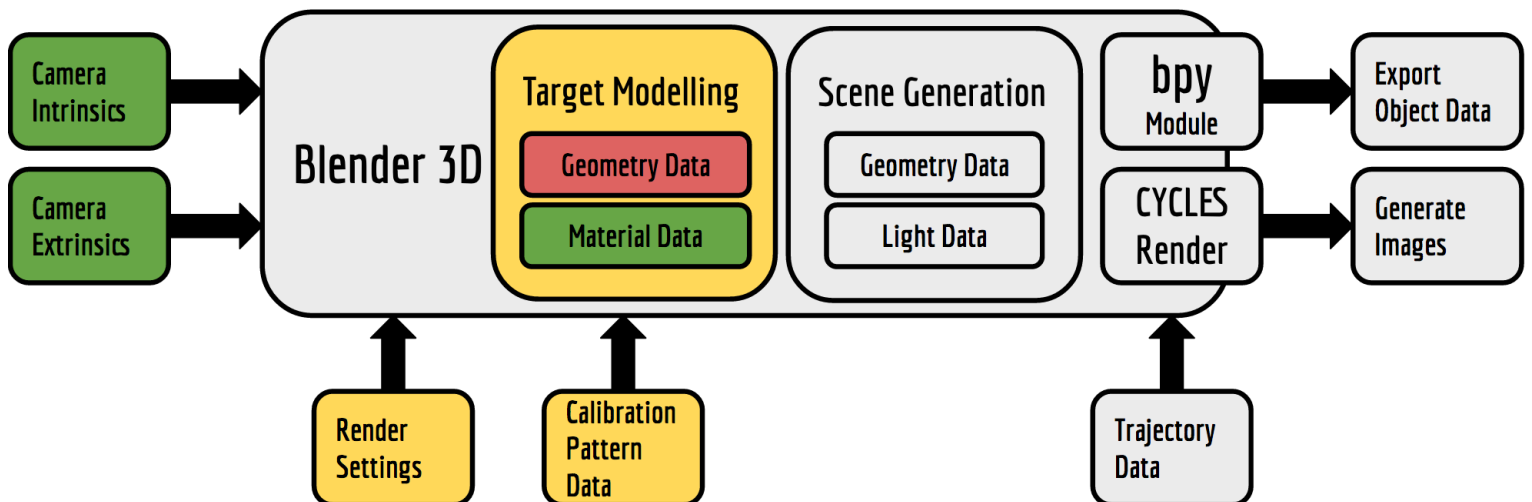 Camera
Intrinsics
Camera
Extrinsics
Blender 3D
Target Modelling
Geometry Data
Material Data
Scene Generation
Geometry Data
Light Data
bpy
Module
CYCLES
Render
Export
Object Data
Generate
Images
Render
Settings
Calibration
Pattern
Data
Trajectory
Data